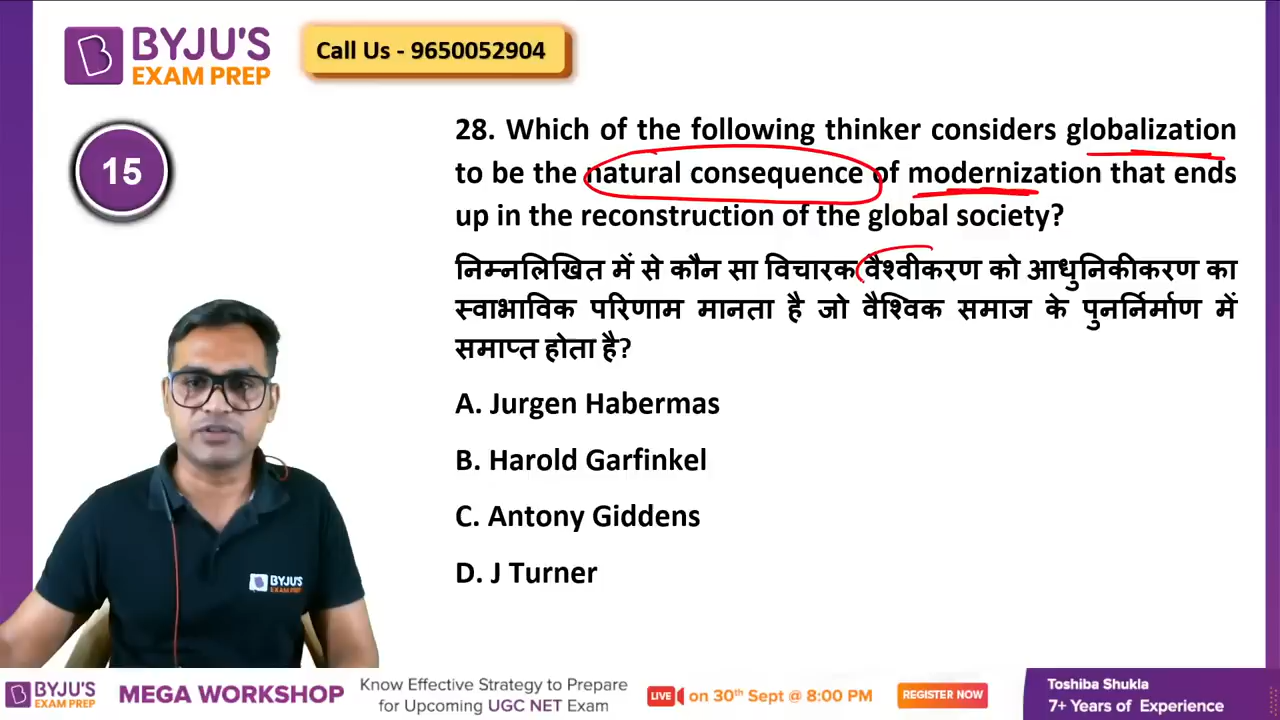 BYJU'S
EXAM PREP
Call Us - 9650052904
15
28. Which of the following thinker considers globalization
to be the natural consequence of modernization that ends
up in the reconstruction of the global society?
निम्नलिखित में से कौन सा विचारक वैश्वीकरण को आधुनिकीकरण का
स्वाभाविक परिणाम मानता है जो वैश्विक समाज के पुनर्निर्माण में
समाप्त होता है?
A. Jurgen Habermas
B. Harold Garfinkel
C. Antony Giddens
D. J Turner
BYJU'S
EXAM PREP
BYJU'S
EXAM PREP
MEGA WORKSHOP
Know Effective Strategy to Prepare
for Upcoming UGC NET Exam
LIVE on 30th Sept @ 8:00 PM
REGISTER NOW
Toshiba Shukla
7+ Years of Experience